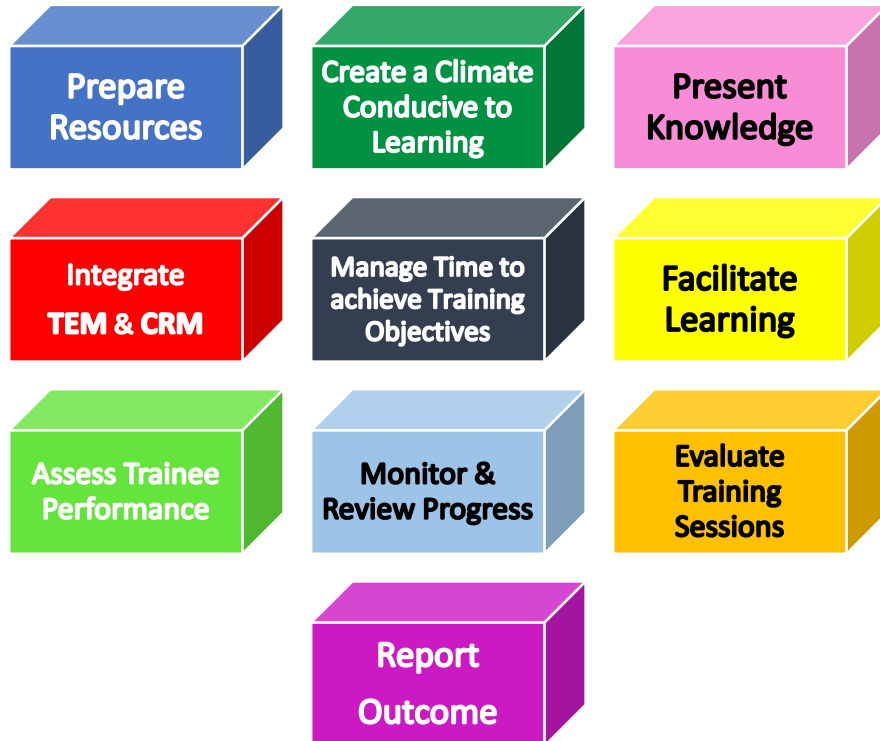 Prepare
Resources
Create a Climate
Conducive to
Learning
Present
Knowledge
Integrate
TEM & CRM
Manage Time to
achieve Training
Objectives
Facilitate
Learning
Assess Trainee
Performance
Monitor &
Review Progress
Evaluate
Training
Sessions
Report
Outcome